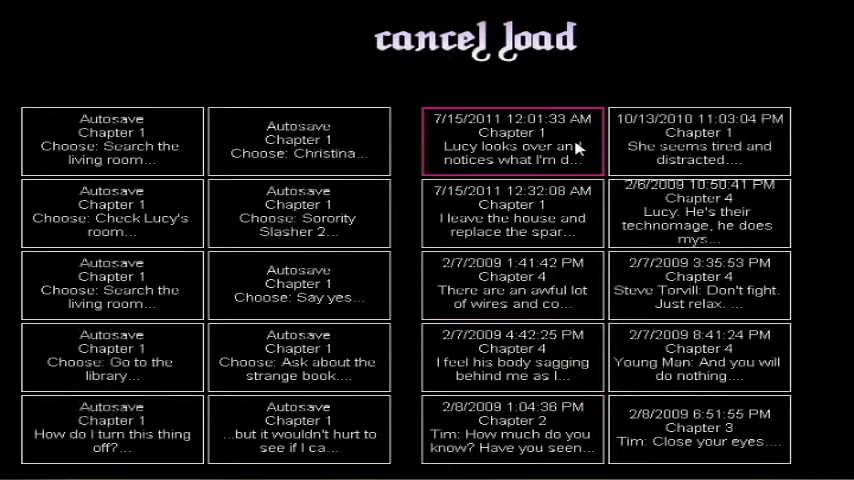 cancel load
Autosave
Chapter 1
Choose: Search the
living room...
Autosave
Chapter 1
Choose: Christina...
7/15/2011 12:01:33 AM
Chapter 1
Lucy looks over and
notices what I'm d...
10/13/2010 11:03:04 PM
Chapter 1
She seems tired and
distracted....
Autosave
Chapter 1
Choose: Check Lucy's
room...
Autosave
Chapter 1
Choose: Sorority
Slasher 2...
7/15/2011 12:32:08 AM
Chapter 1
I leave the house and
replace the spar...
2/6/2009 10:50:41 PM
Chapter 4
Lucy: He's their
technomage, he does
mys...
Autosave
Chapter 1
Choose: Search the
living room...
Autosave
Chapter 1
Choose: Say yes...
2/7/2009 1:41:42 PM
Chapter 4
There are an awful lot
of wires and co...
2/7/2009 3:35:53 PM
Chapter 4
Steve Torvill: Don't fight.
Just relax. ...
Autosave
Chapter 1
Choose: Go to the
library...
Autosave
Chapter 1
Choose: Ask about the
strange book....
2/7/2009 4:42:25 PM
Chapter 4
I feel his body sagging
behind me as I...
2/7/2009 8:41:24 PM
Chapter 4
Young Man: And you will
do nothing....
Autosave
Chapter 1
How do I turn this thing
off?...
Autosave
Chapter 1
...but it wouldn't hurt to
see if I ca...
2/8/2009 1:04:36 PM
Chapter 2
Tim: How much do you
know? Have you seen...
2/8/2009 6:51:55 PM
Chapter 3
Tim: Close your eyes....